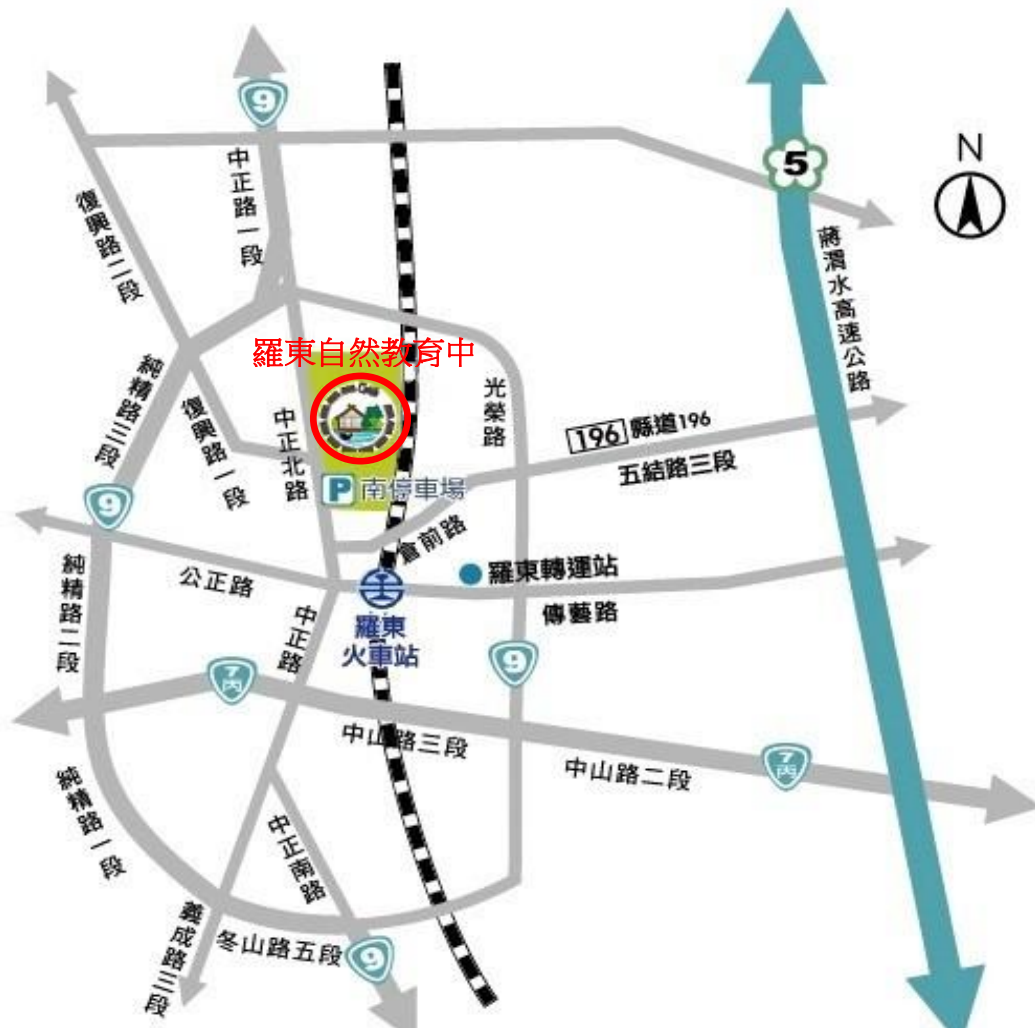 9
N
中正路一段
5
復興路二段
蔣渭水高速公路
羅東自然教育中
純精路三段
復興路一段
中正北路
光榮路
196 縣道196
五結路三段
P 南停車場
9
倉前路
羅東轉運站
公正路
傳藝路
純精路二段
中正路
羅東
火車站
9
7
丙
中山路三段
中山路二段
7
丙
純精路一段
中正南路
義成路三段
冬山路五段
9